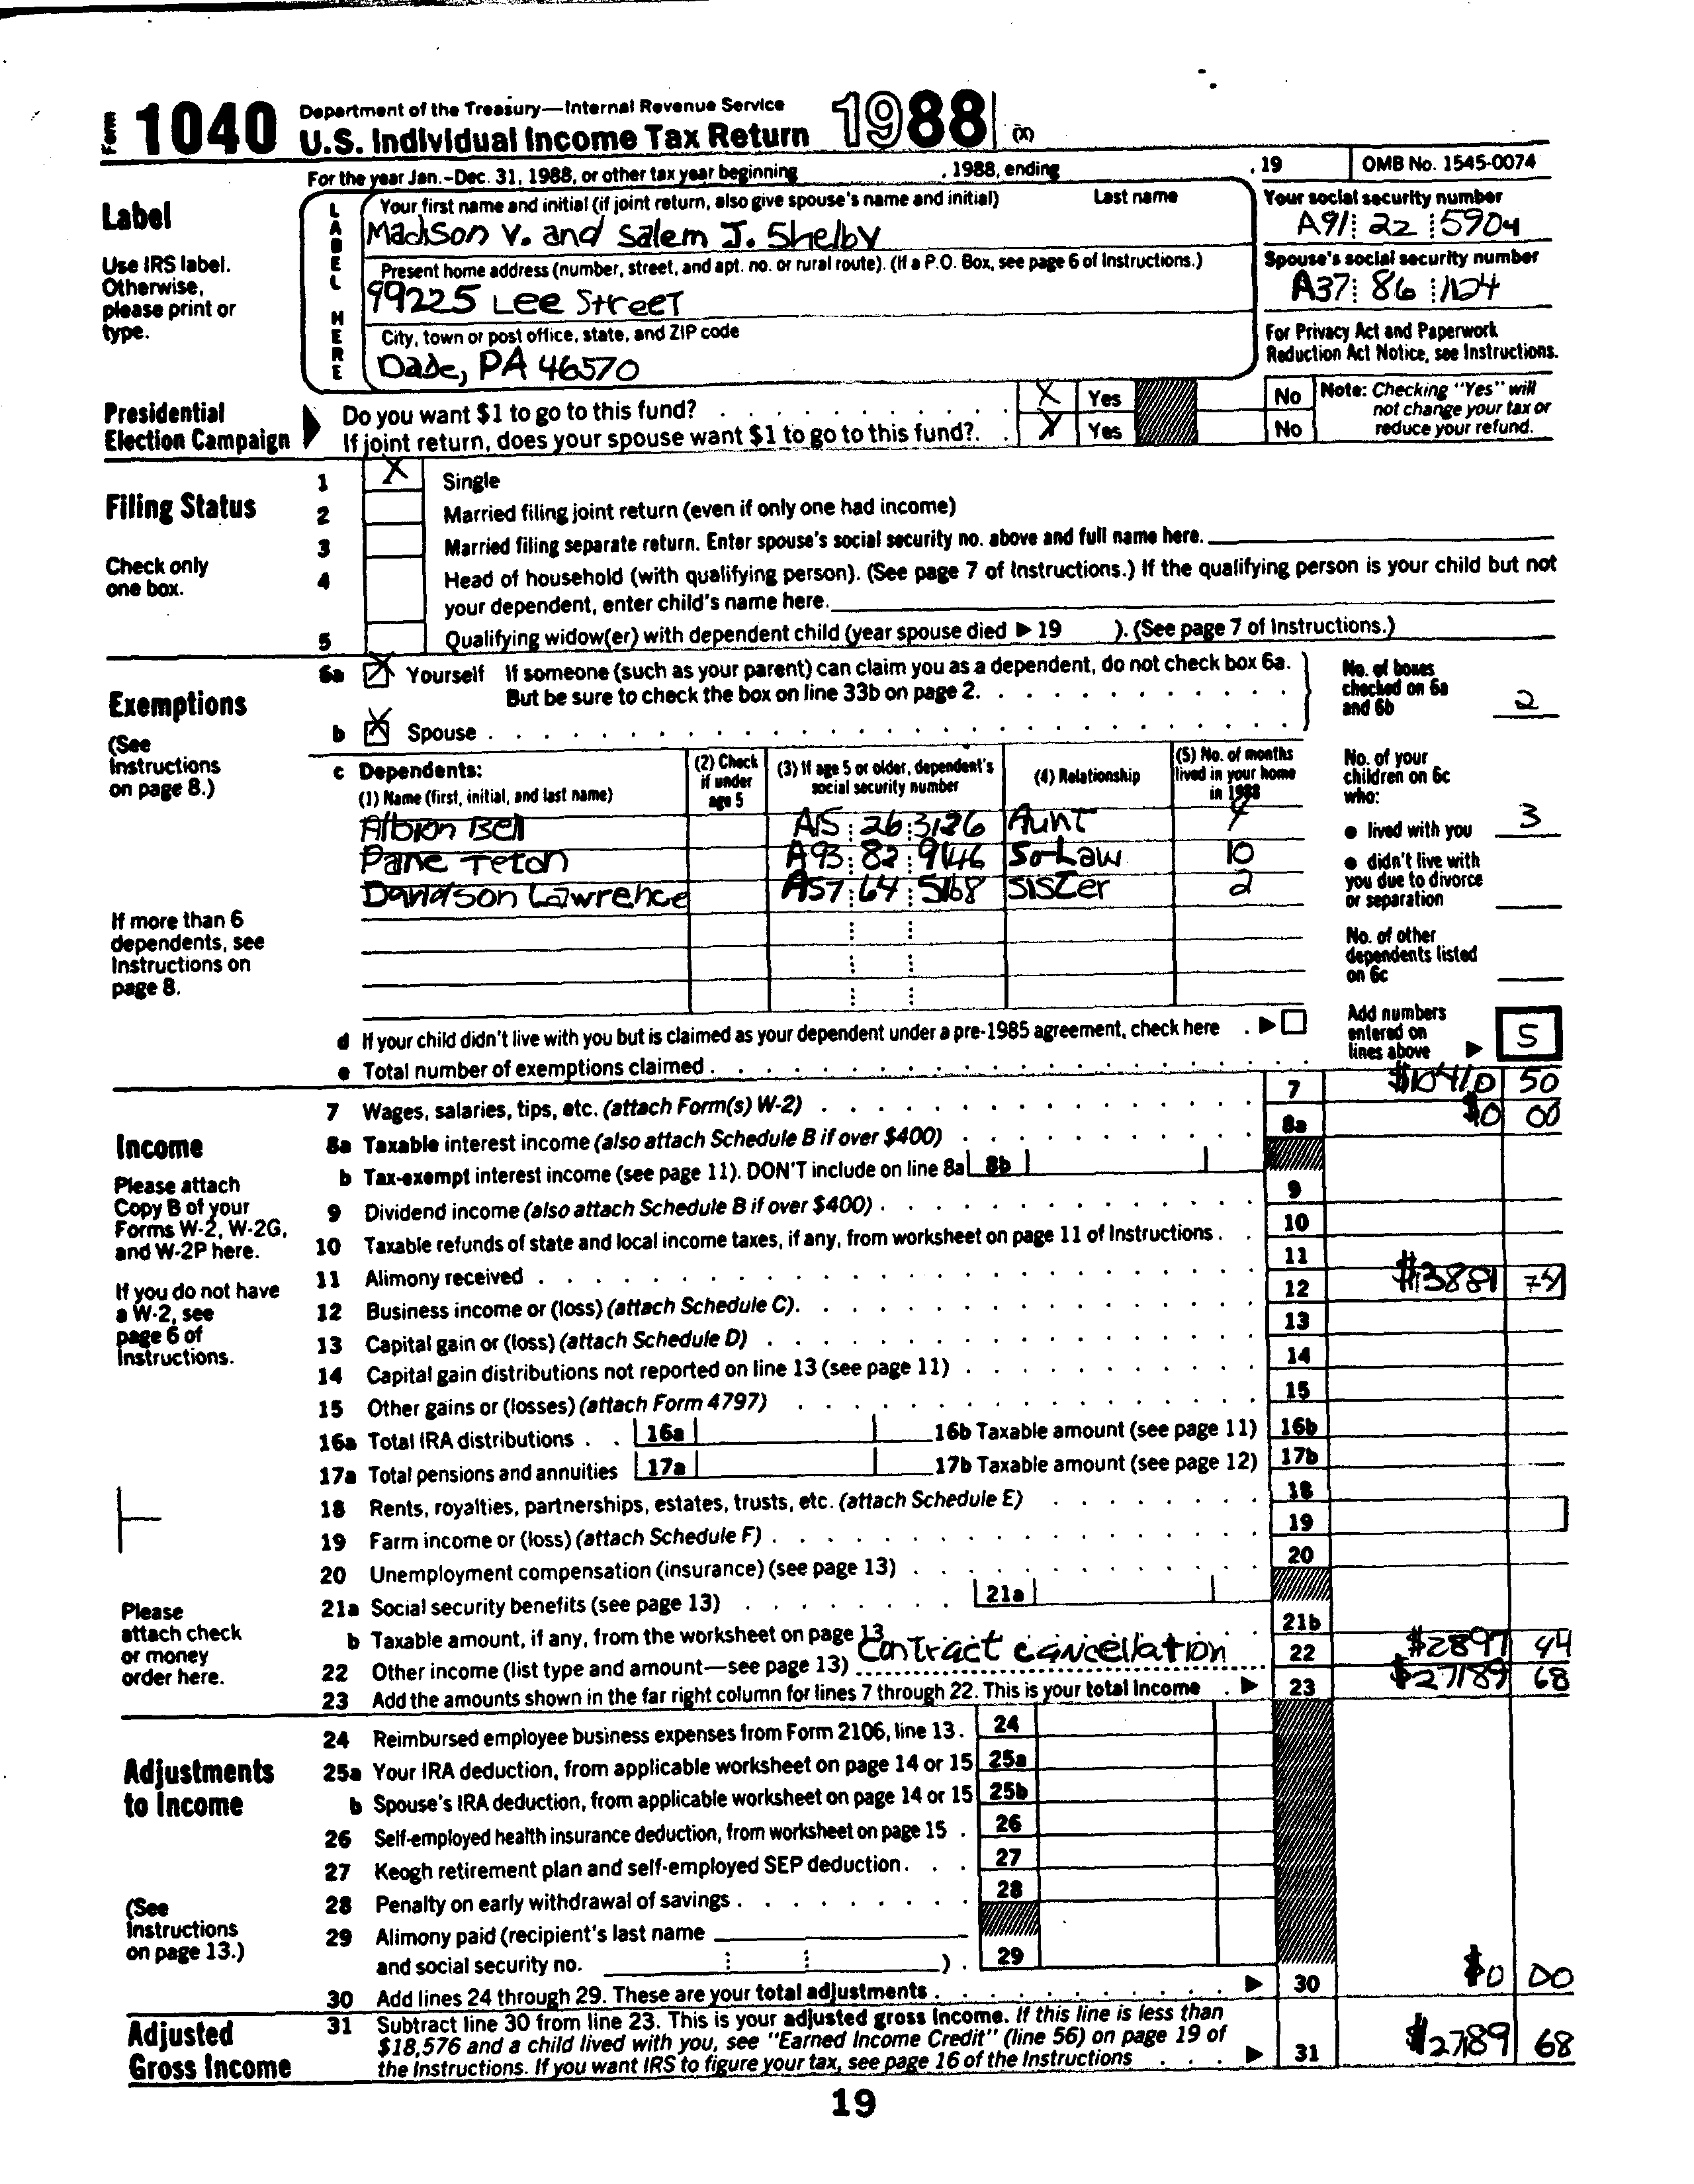 Form 1040 Department of the Treasury—Internal Revenue Service
U.S. Individual Income Tax Return 1988 (X)
For the year Jan.-Dec. 31, 1988, or other tax year beginning , 1988, ending , 19 OMB No. 1545-0074
Label
Use IRS label. Otherwise, please print or type.
LABEL HERE
Your first name and initial (if joint return, also give spouse's name and initial) Last name
Madison V. and Salem J. Shelby
Your social security number
A91 22 5904
Present home address (number, street, and apt. no. or rural route). (If a P.O. Box, see page 6 of Instructions.)
99225 Lee Street
Spouse's social security number
A37 86 1124
City, town or post office, state, and ZIP code
Dade, PA 46570
For Privacy Act and Paperwork Reduction Act Notice, see Instructions.
Presidential Election Campaign
Do you want $1 to go to this fund? X Yes No
If joint return, does your spouse want $1 to go to this fund? X Yes No
Note: Checking "Yes" will not change your tax or reduce your refund.
Filing Status
Check only one box.
1 X Single
2 Married filing joint return (even if only one had income)
3 Married filing separate return. Enter spouse's social security no. above and full name here.
4 Head of household (with qualifying person). (See page 7 of Instructions.) If the qualifying person is your child but not
your dependent, enter child's name here.
5 Qualifying widow(er) with dependent child (year spouse died ▶ 19 ). (See page 7 of Instructions.)
Exemptions
(See Instructions on page 8.)
6a X Yourself If someone (such as your parent) can claim you as a dependent, do not check box 6a.
But be sure to check the box on line 33b on page 2.
b X Spouse
No. of boxes checked on 6a and 6b 2
c Dependents:
(1) Name (first, initial, and last name)
(2) Check if under age 5
(3) If age 5 or older, dependent's social security number
(4) Relationship
(5) No. of months lived in your home in 1988
Albion Bell A15 26 3126 Aunt 4
Pane Teton A93 82 9146 So-Law 10
Davidson Lawrence A57 64 5168 Sister 2
No. of your children on 6c who:
● lived with you 3
● didn't live with you due to divorce or separation
No. of other dependents listed on 6c
If more than 6 dependents, see Instructions on page 8.
d If your child didn't live with you but is claimed as your dependent under a pre-1985 agreement, check here ▶
e Total number of exemptions claimed
Add numbers entered on lines above ▶ 5
Income
Please attach Copy B of your Forms W-2, W-2G, and W-2P here.
If you do not have a W-2, see page 6 of Instructions.
Please attach check or money order here.
7 Wages, salaries, tips, etc. (attach Form(s) W-2) 7 $10410 50
8a Taxable interest income (also attach Schedule B if over $400) 8a $0 00
b Tax-exempt interest income (see page 11). DON'T include on line 8a 8b
9 Dividend income (also attach Schedule B if over $400) 9
10 Taxable refunds of state and local income taxes, if any, from worksheet on page 11 of Instructions 10
11 Alimony received 11
12 Business income or (loss) (attach Schedule C) 12 $13881 74
13 Capital gain or (loss) (attach Schedule D) 13
14 Capital gain distributions not reported on line 13 (see page 11) 14
15 Other gains or (losses) (attach Form 4797) 15
16a Total IRA distributions 16a 16b Taxable amount (see page 11) 16b
17a Total pensions and annuities 17a 17b Taxable amount (see page 12) 17b
18 Rents, royalties, partnerships, estates, trusts, etc. (attach Schedule E) 18
19 Farm income or (loss) (attach Schedule F) 19
20 Unemployment compensation (insurance) (see page 13) 20
21a Social security benefits (see page 13) 21a
b Taxable amount, if any, from the worksheet on page 13 21b
22 Other income (list type and amount—see page 13) Contract cancellation 22 $2897 44
23 Add the amounts shown in the far right column for lines 7 through 22. This is your total income ▶ 23 $27189 68
Adjustments to Income
(See Instructions on page 13.)
24 Reimbursed employee business expenses from Form 2106, line 13. 24
25a Your IRA deduction, from applicable worksheet on page 14 or 15 25a
b Spouse's IRA deduction, from applicable worksheet on page 14 or 15 25b
26 Self-employed health insurance deduction, from worksheet on page 15 26
27 Keogh retirement plan and self-employed SEP deduction 27
28 Penalty on early withdrawal of savings 28
29 Alimony paid (recipient's last name
and social security no. ) 29
30 Add lines 24 through 29. These are your total adjustments ▶ 30 $0 00
Adjusted Gross Income
31 Subtract line 30 from line 23. This is your adjusted gross income. If this line is less than
$18,576 and a child lived with you, see "Earned Income Credit" (line 56) on page 19 of
the Instructions. If you want IRS to figure your tax, see page 16 of the Instructions ▶ 31 $27189 68
19